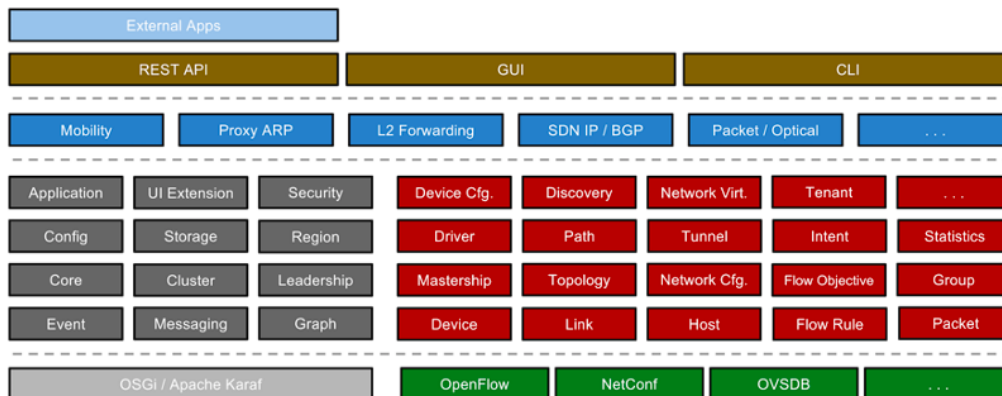 External Apps
REST API GUI CLI
Mobility Proxy ARP L2 Forwarding SDN IP / BGP Packet / Optical . . .
Application UI Extension Security Device Cfg. Discovery Network Virt. Tenant . . .
Config Storage Region Driver Path Tunnel Intent Statistics
Core Cluster Leadership Mastership Topology Network Cfg. Flow Objective Group
Event Messaging Graph Device Link Host Flow Rule Packet
OSGi / Apache Karaf OpenFlow NetConf OVSDB . . .